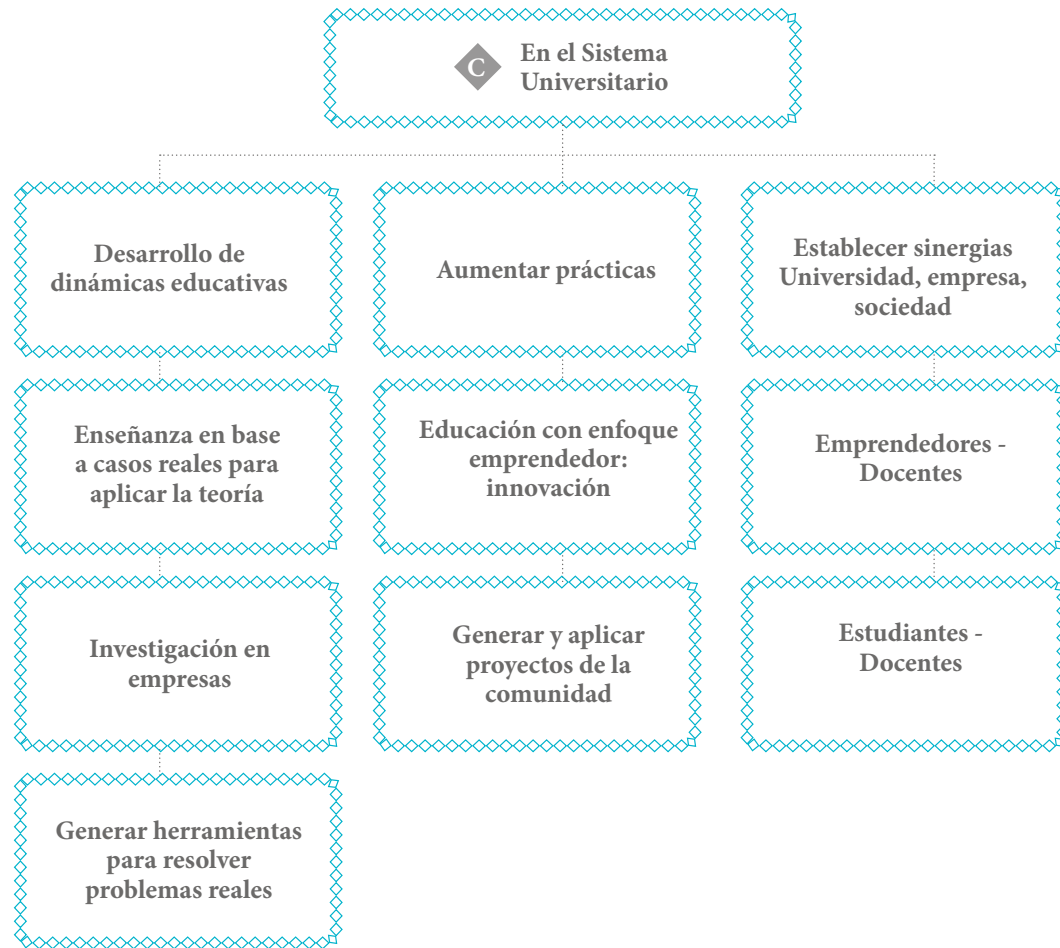 C
En el Sistema
Universitario
Desarrollo de
dinámicas educativas
Aumentar prácticas
Establecer sinergias
Universidad, empresa,
sociedad
Enseñanza en base
a casos reales para
aplicar la teoría
Educación con enfoque
emprendedor:
innovación
Emprendedores -
Docentes
Investigación en
empresas
Generar y aplicar
proyectos de la
comunidad
Estudiantes -
Docentes
Generar herramientas
para resolver
problemas reales